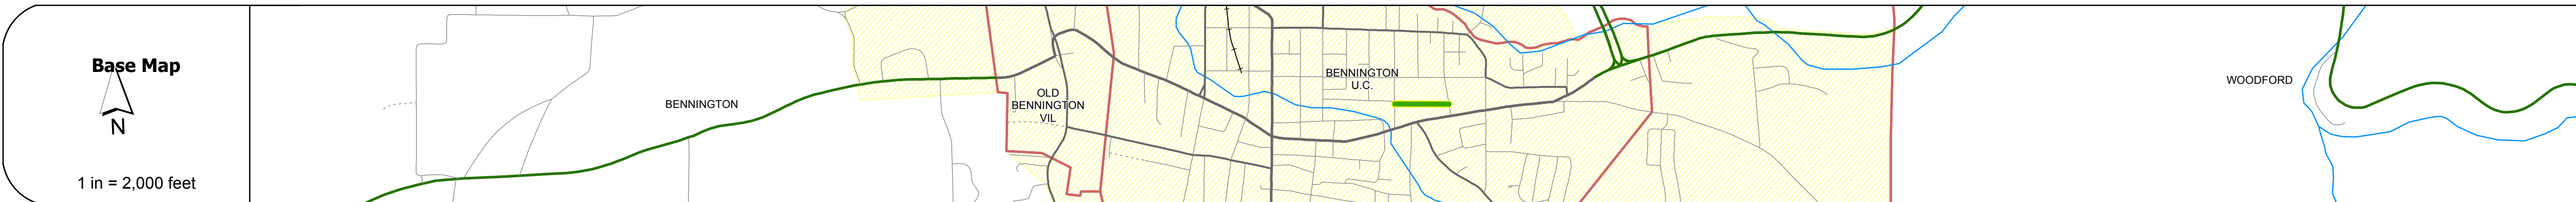 Base Map
N
1 in = 2,000 feet
BENNINGTON
OLD
BENNINGTON
VIL
BENNINGTON
U.C.
WOODFORD